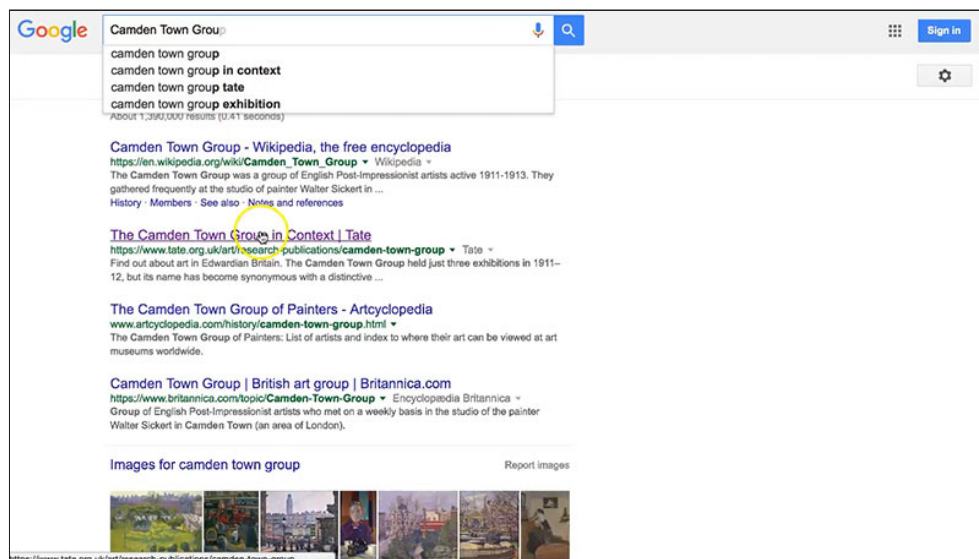 Google
Camden Town Group
Sign in
camden town group
camden town group in context
camden town group tate
camden town group exhibition
About 1,390,000 results (0.41 seconds)
Camden Town Group - Wikipedia, the free encyclopedia
https://en.wikipedia.org/wiki/Camden_Town_Group ▾ Wikipedia ▾
The Camden Town Group was a group of English Post-Impressionist artists active 1911-1913. They
gathered frequently at the studio of painter Walter Sickert in ...
History · Members · See also · Notes and references
The Camden Town Group in Context | Tate
https://www.tate.org.uk/art/research-publications/camden-town-group ▾ Tate ▾
Find out about art in Edwardian Britain. The Camden Town Group held just three exhibitions in 1911–
12, but its name has become synonymous with a distinctive ...
The Camden Town Group of Painters - Artcyclopedia
www.artcyclopedia.com/history/camden-town-group.html ▾
The Camden Town Group of Painters: List of artists and index to where their art can be viewed at art
museums worldwide.
Camden Town Group | British art group | Britannica.com
https://www.britannica.com/topic/Camden-Town-Group ▾ Encyclopædia Britannica ▾
Group of English Post-Impressionist artists who met on a weekly basis in the studio of the painter
Walter Sickert in Camden Town (an area of London).
Images for camden town group
Report images
https://www.tate.org.uk/art/research-publications/camden-town-group